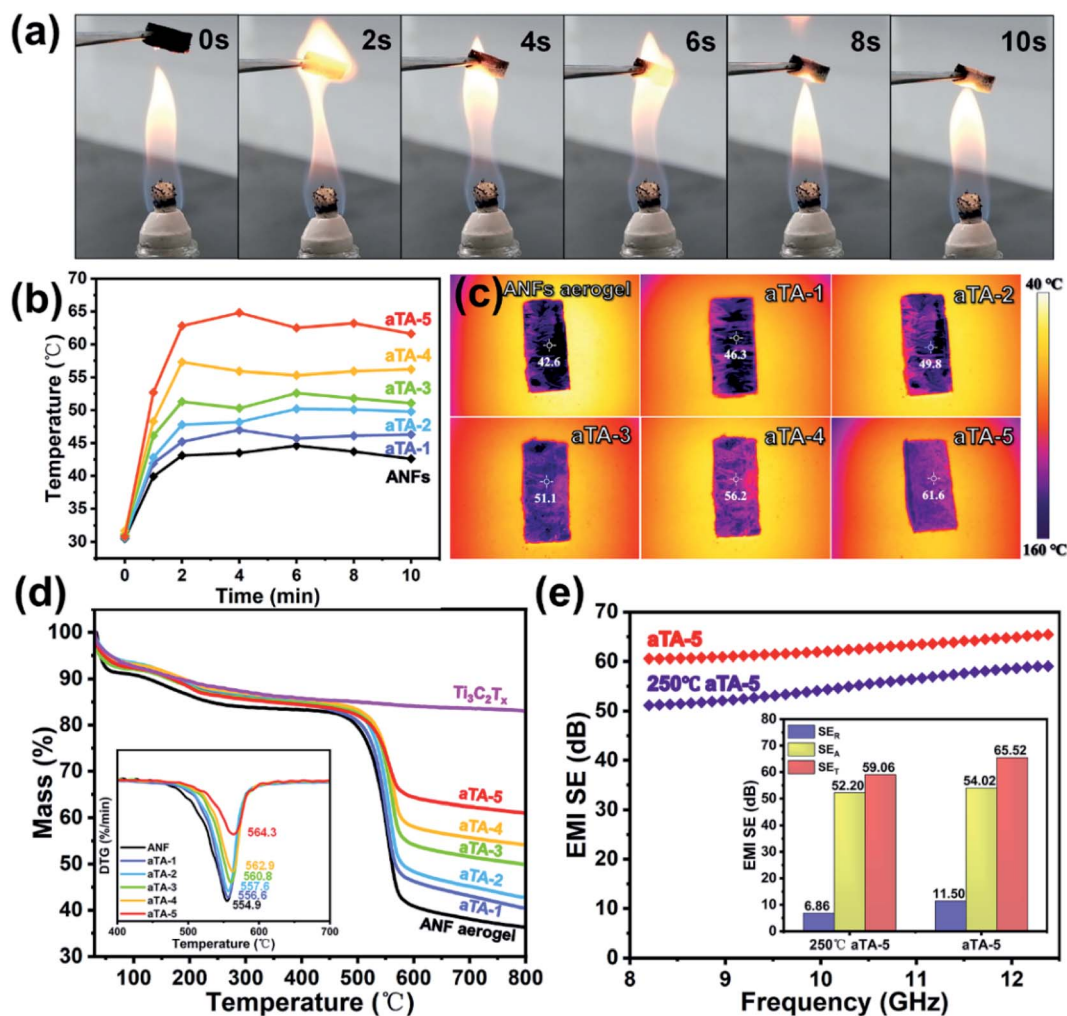 (a)
0s
2s
4s
6s
8s
10s
(b)
Temperature (℃)
70
65
60
55
50
45
40
35
30
aTA-5
aTA-4
aTA-3
aTA-2
aTA-1
ANFs
0 2 4 6 8 10
Time (min)
(c)
ANFs aerogel
42.6
aTA-1
46.3
aTA-2
49.8
aTA-3
51.1
aTA-4
56.2
aTA-5
61.6
40 ℃
160 ℃
(d)
Mass (%)
100
90
80
70
60
50
40
30
Ti₃C₂Tₓ
aTA-5
aTA-4
aTA-3
aTA-2
aTA-1
ANF aerogel
DTG (%/min)
ANF
aTA-1
aTA-2
aTA-3
aTA-4
aTA-5
564.3
562.9
560.8
557.6
556.6
554.9
400 500 600 700
Temperature (℃)
100 200 300 400 500 600 700 800
Temperature (℃)
(e)
EMI SE (dB)
70
60
50
40
30
20
10
0
aTA-5
250℃ aTA-5
EMI SE (dB)
80
70
60
50
40
30
20
10
0
SE_R
SE_A
SE_T
6.86
52.20
59.06
11.50
54.02
65.52
250℃ aTA-5
aTA-5
8 9 10 11 12
Frequency (GHz)